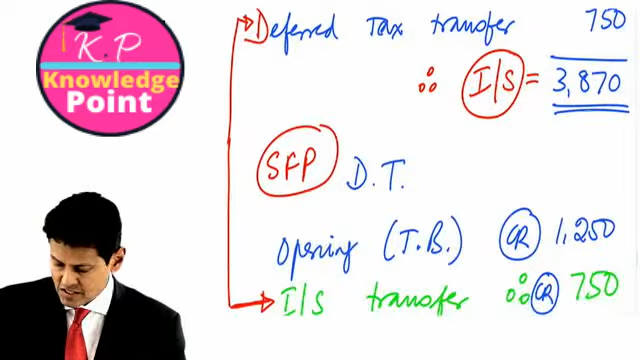 K.P
Knowledge
Point
Deferred Tax transfer 750
∴ I/S = 3,870
SFP D.T.
Opening (T.B.) CR 1,250
I/S transfer ∴ CR 750